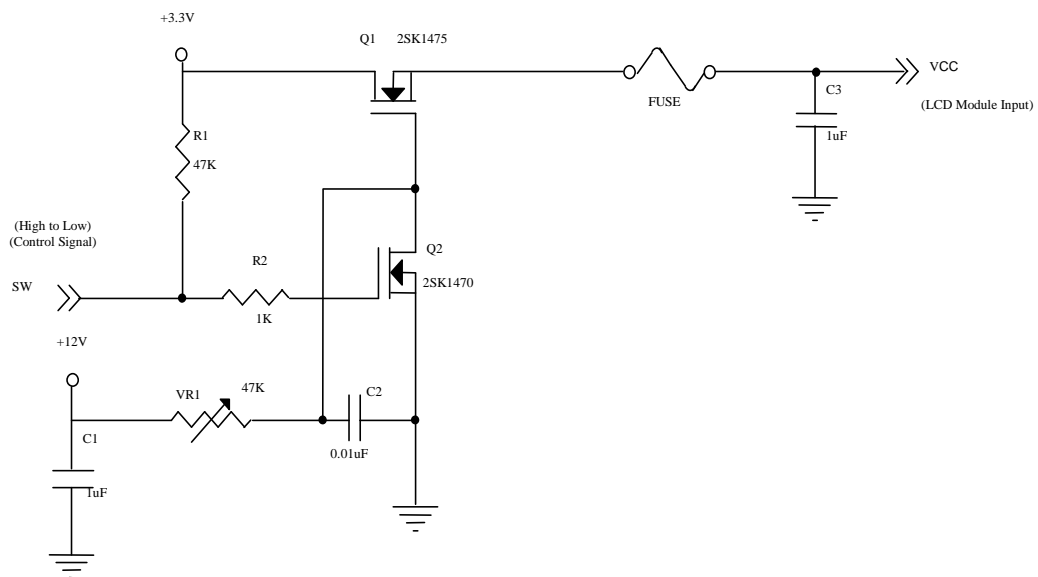 +3.3V
Q1 2SK1475
VCC
FUSE
C3
(LCD Module Input)
R1
1uF
47K
(High to Low)
(Control Signal)
Q2
R2
2SK1470
SW
1K
+12V
VR1
47K
C2
C1
0.01uF
1uF